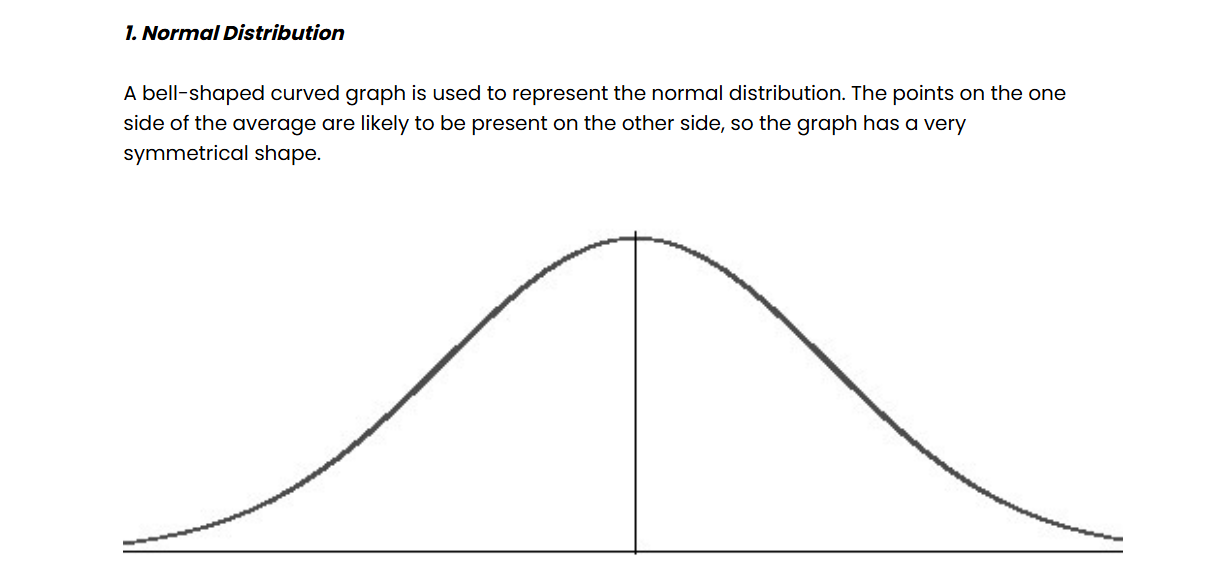 1. Normal Distribution
A bell-shaped curved graph is used to represent the normal distribution. The points on the one
side of the average are likely to be present on the other side, so the graph has a very
symmetrical shape.